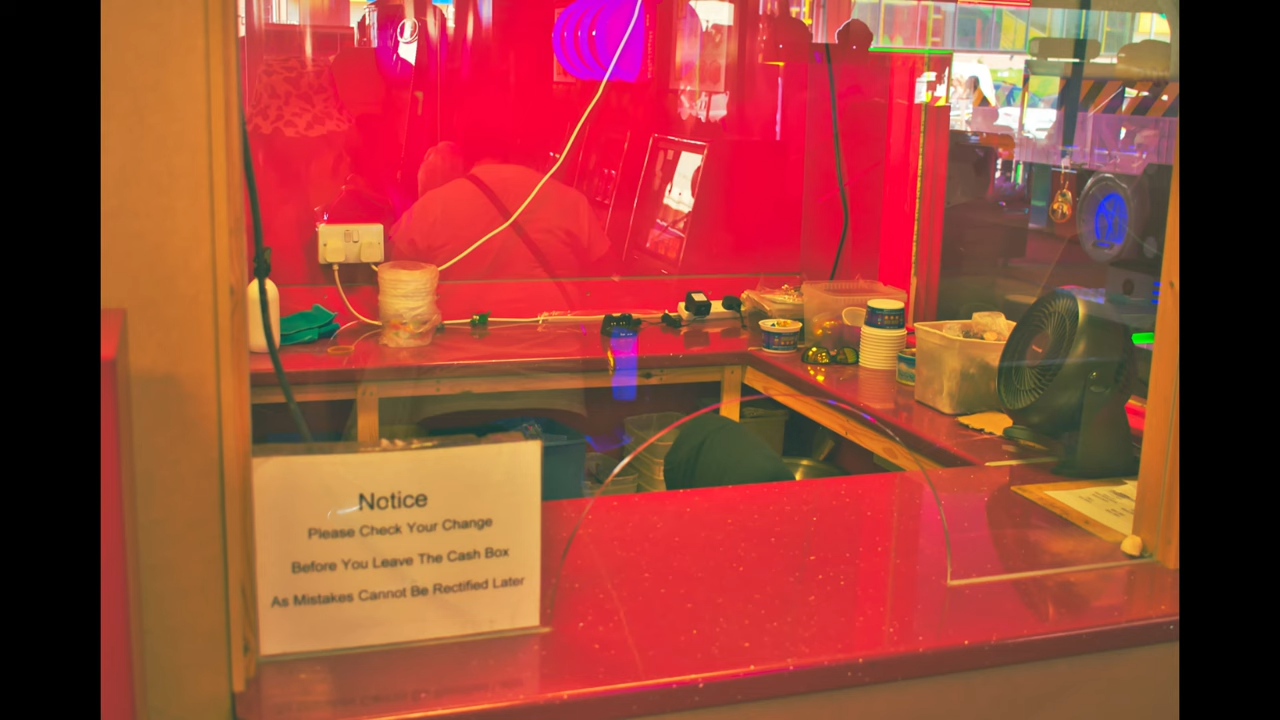 Notice
Please Check Your Change
Before You Leave The Cash Box
As Mistakes Cannot Be Rectified Later